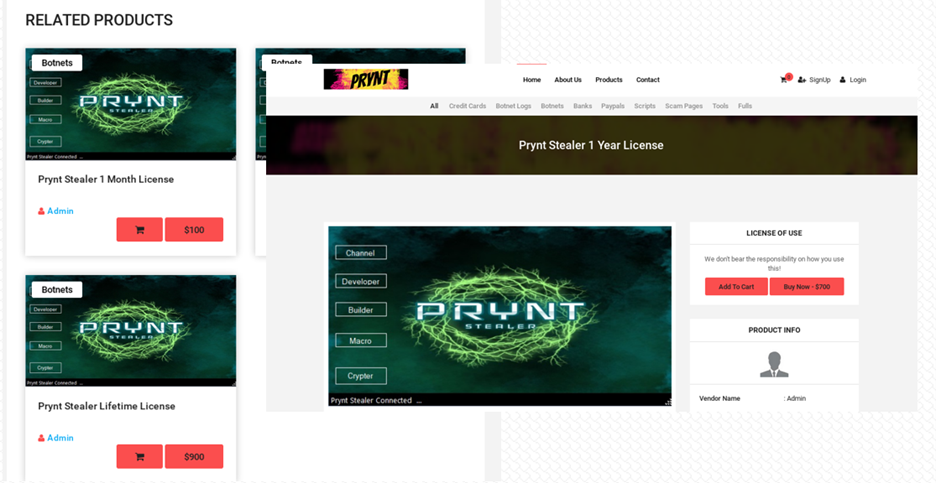 RELATED PRODUCTS
Botnets
Developer
Builder
Macro
Crypter
PRYNT
STEALER
Prynt Stealer Connected ...
Prynt Stealer 1 Month License
Admin
$100
Botnets
Botnets
Developer
Builder
Macro
Crypter
PRYNT
STEALER
Prynt Stealer Connected ...
Prynt Stealer Lifetime License
Admin
$900
PRYNT
Home About Us Products Contact
0 SignUp Login
All Credit Cards Botnet Logs Botnets Banks Paypals Scripts Scam Pages Tools Fulls
Prynt Stealer 1 Year License
Channel
Developer
Builder
Macro
Crypter
PRYNT
STEALER
Prynt Stealer Connected ...
LICENSE OF USE
We don't bear the responsibility on how you use
this!
Add To Cart Buy Now - $700
PRODUCT INFO
Vendor Name : Admin